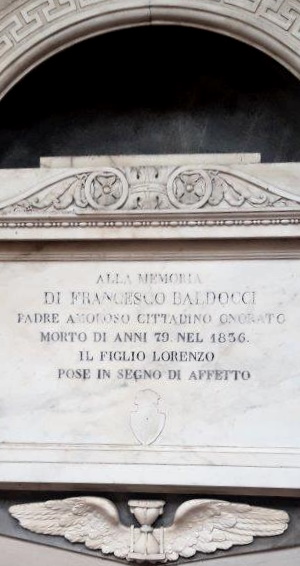 ALLA MEMORIA
DI FRANCESCO BALDOCCI
PADRE AMOROSO CITTADINO ONORATO
MORTO DI ANNI 79. NEL 1836.
IL FIGLIO LORENZO
POSE IN SEGNO DI AFFETTO